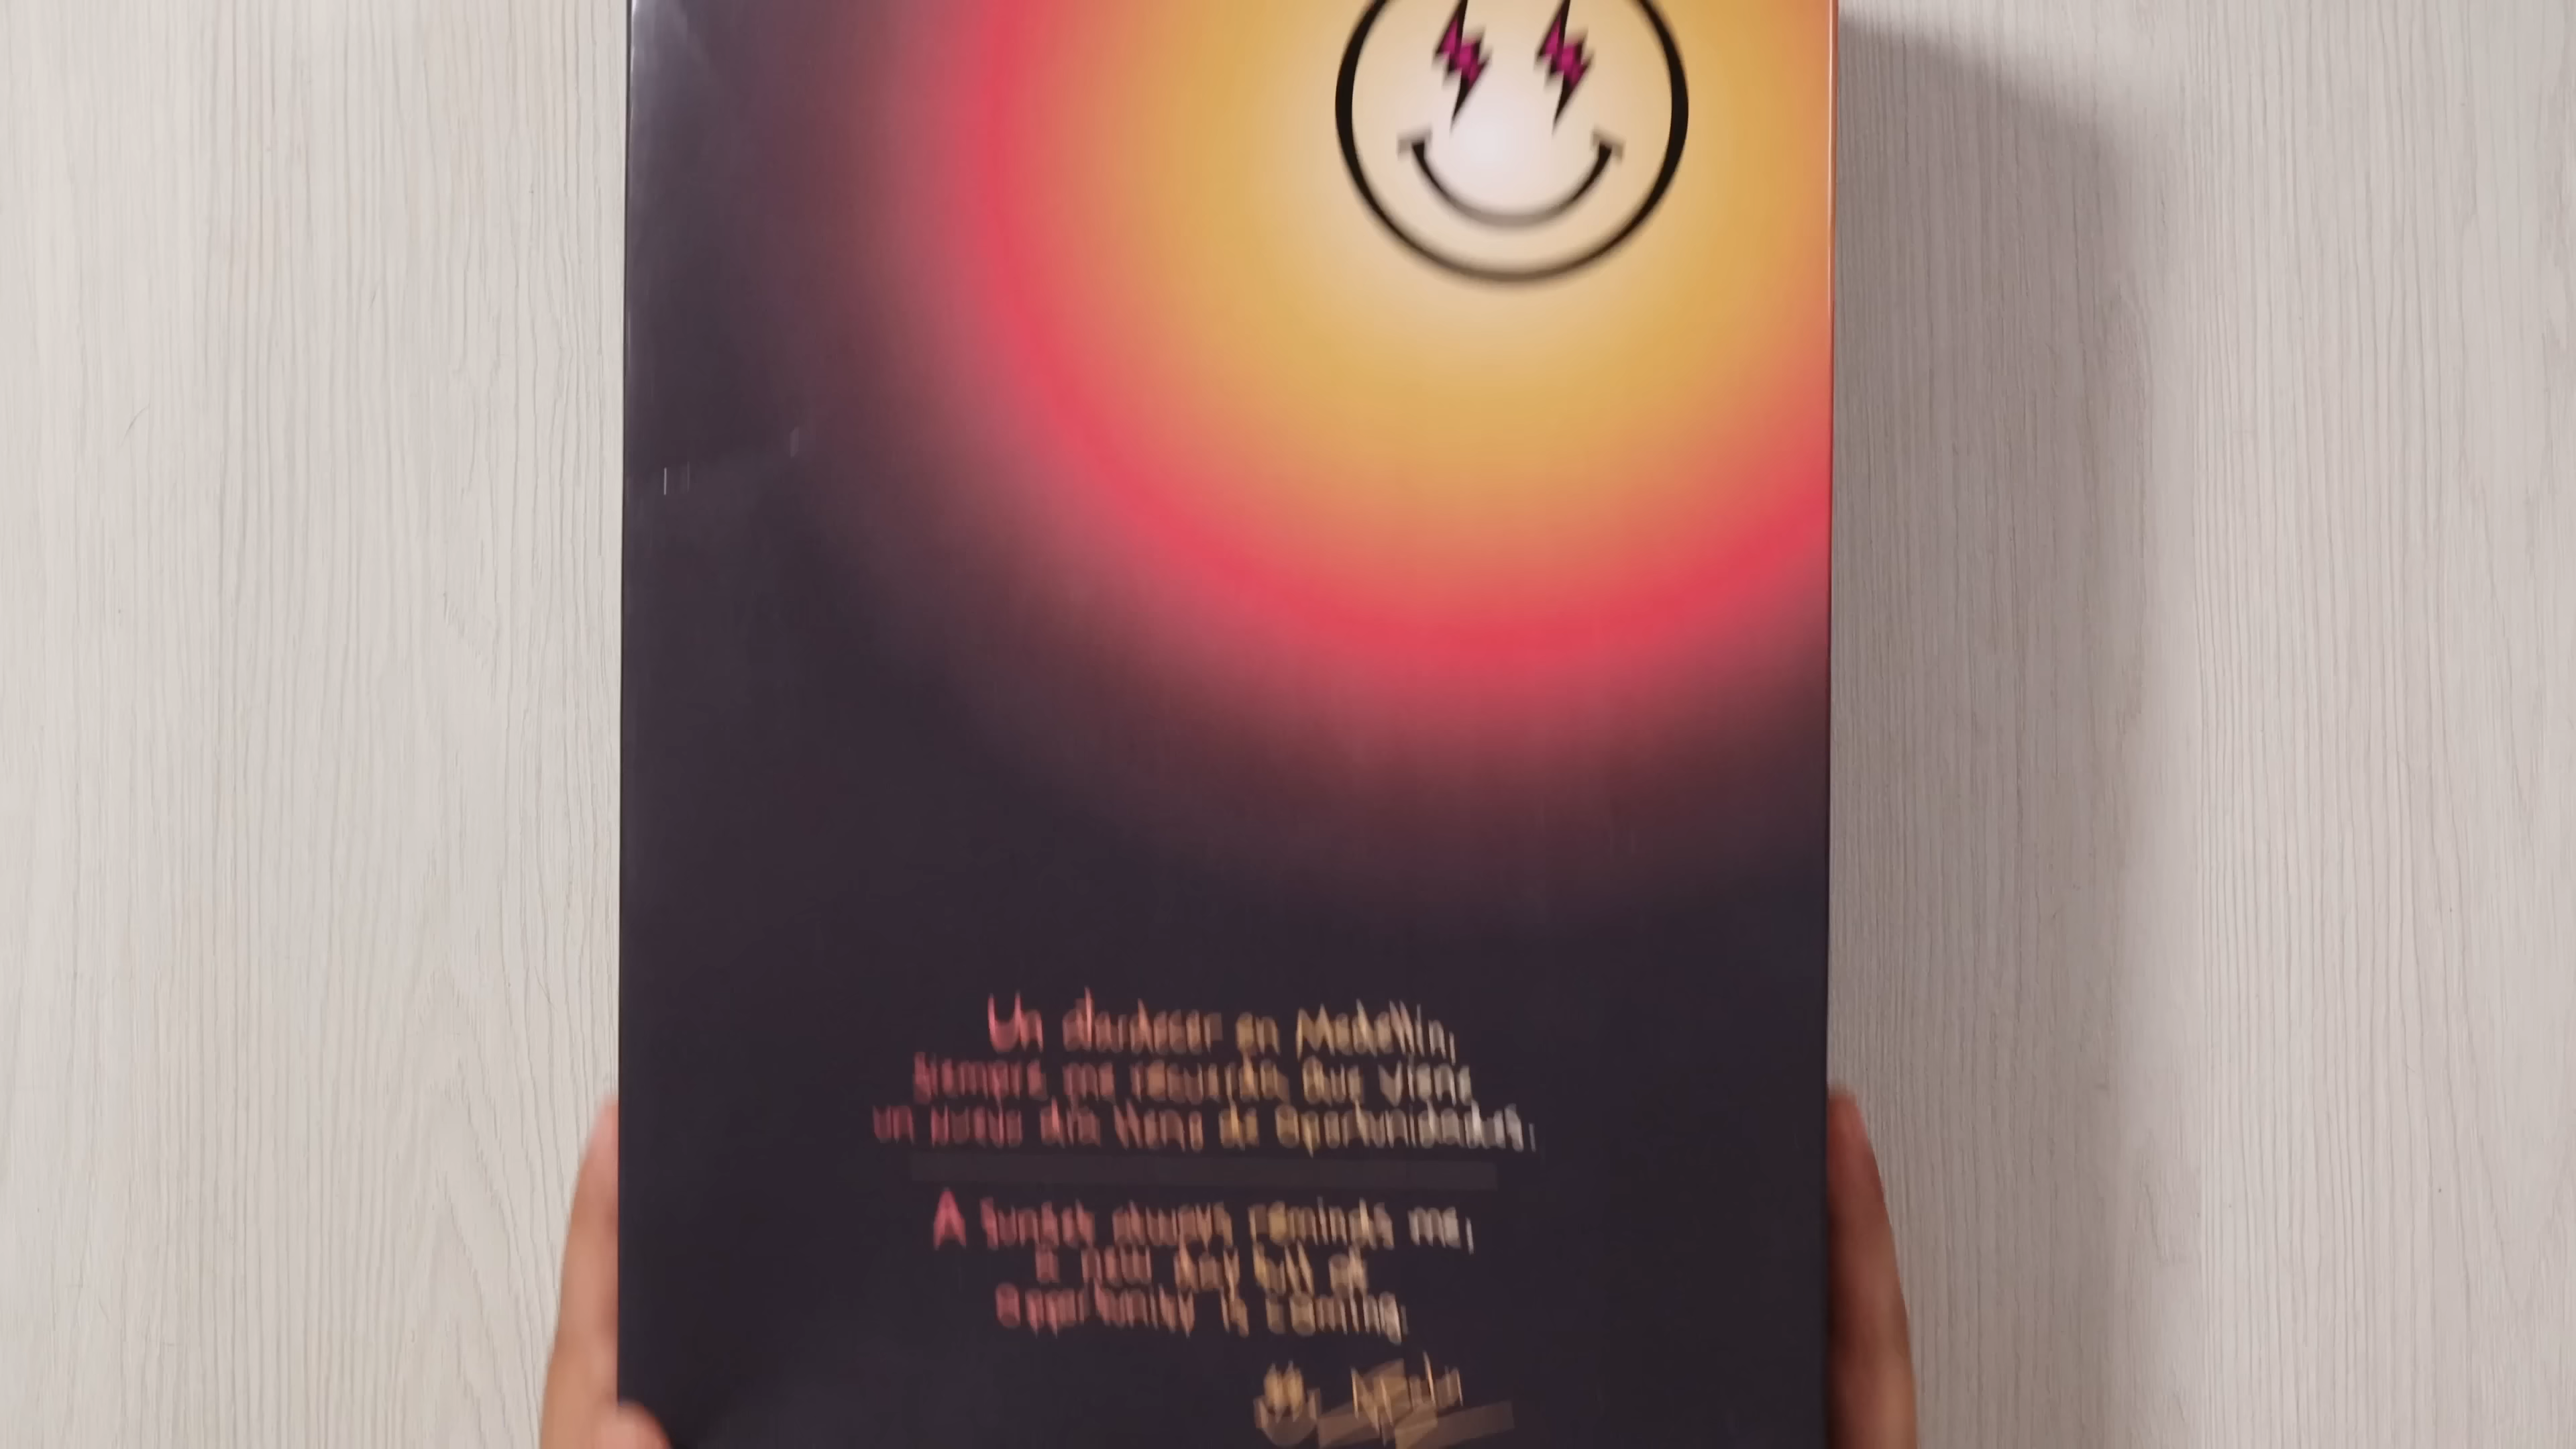 Un atardecer en Medellín,
siempre me recuerda que viene
un nuevo día lleno de oportunidades.
A sunset always reminds me,
a new day full of
opportunity is coming.